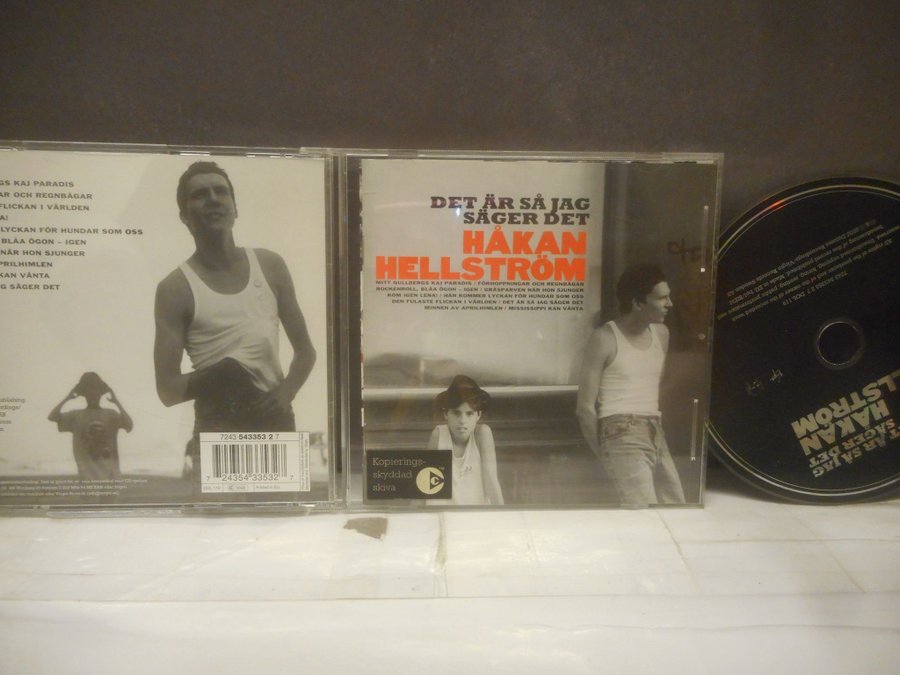 GS KAJ PARADIS
AR OCH REGNBÅGAR
FLICKAN I VÄRLDEN
A!
LYCKAN FÖR HUNDAR SOM OSS
BLÅA ÖGON – IGEN
NÄR HON SJUNGER
APRILHIMLEN
KAN VÄNTA
G SÄGER DET
7243 543353 2 7
7 24354 33532 7
DET ÄR SÅ JAG
SÄGER DET
HÅKAN
HELLSTRÖM
MITT GULLBERGS KAJ PARADIS / FÖRHOPPNINGAR OCH REGNBÅGAR
ROCKENROLL, BLÅA ÖGON – IGEN / GRÅSPARVEN NÄR HON SJUNGER
KOM IGEN LENA! / HÄR KOMMER LYCKAN FÖR HUNDAR SOM OSS
DEN FULASTE FLICKAN I VÄRLDEN / DET ÄR SÅ JAG SÄGER DET
MINNEN AV APRILHIMLEN / MISSISSIPPI KAN VÄNTA
Kopierings-
skyddad
skiva
T ÄR SÅ JAG
SÄGER DET
HÅKAN
LLSTRÖM